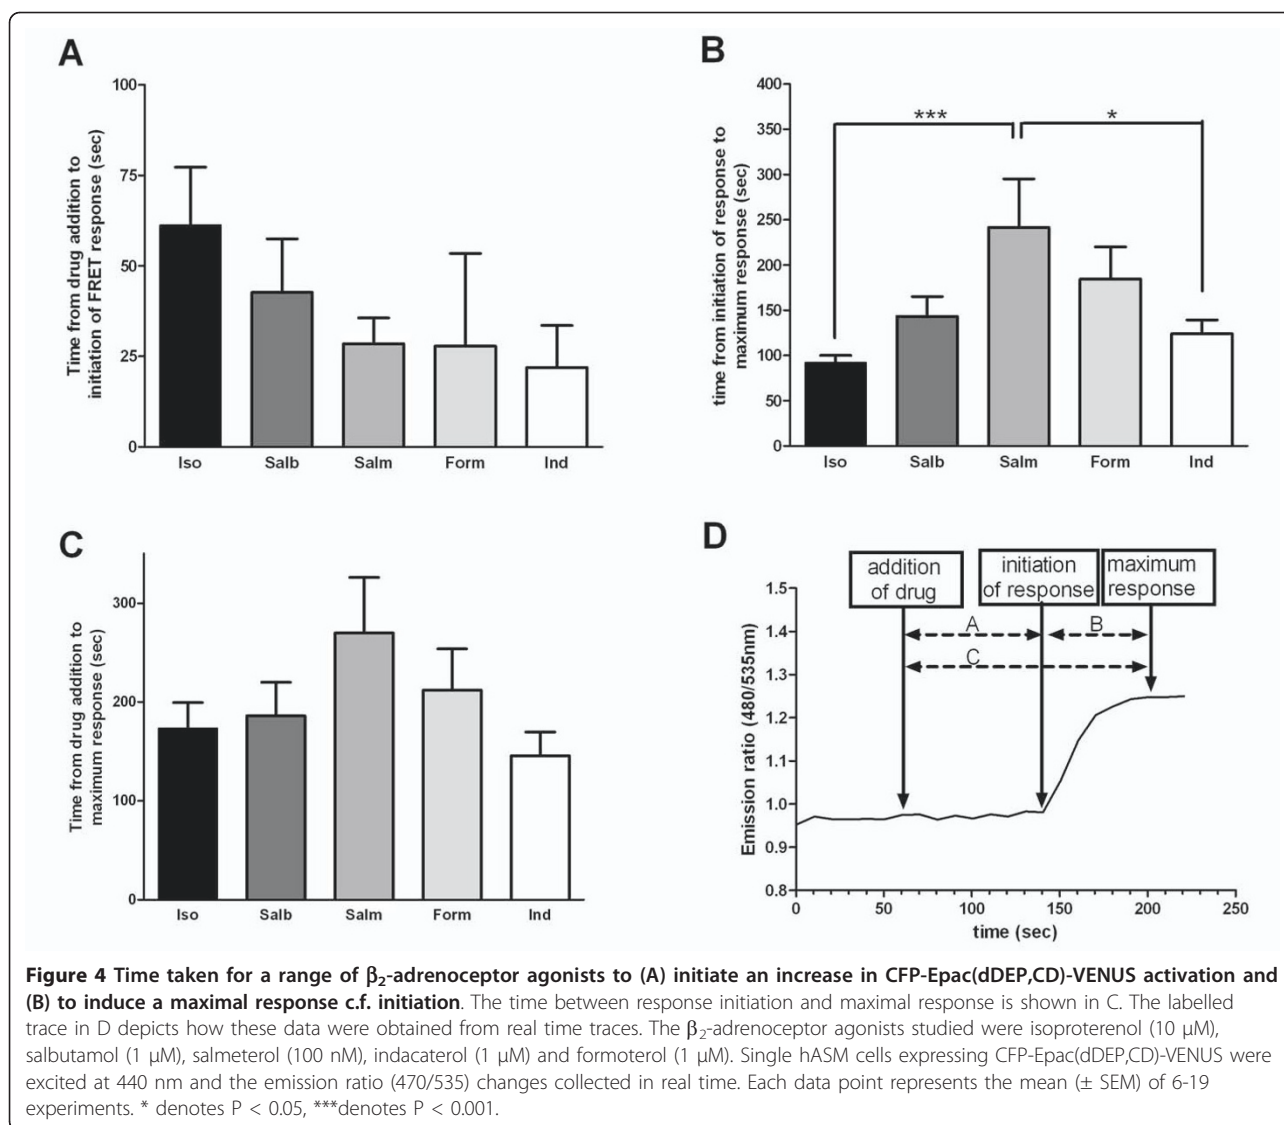 A
Time from drug addition to
initiation of FRET response (sec)
100
75
50
25
0
Iso Salb Salm Form Ind
B
time from initiation of response to
maximum response (sec)
400
350
300
250
200
150
100
50
0
*** *
Iso Salb Salm Form Ind
C
Time from drug addition to
maximum response (sec)
300
200
100
0
Iso Salb Salm Form Ind
D
addition
of drug
initiation
of response
maximum
response
A
B
C
Emission ratio (480/535nm)
1.5
1.4
1.3
1.2
1.1
1.0
0.9
0.8
0 50 100 150 200 250
time (sec)
Figure 4 Time taken for a range of β₂-adrenoceptor agonists to (A) initiate an increase in CFP-Epac(dDEP,CD)-VENUS activation and
(B) to induce a maximal response c.f. initiation. The time between response initiation and maximal response is shown in C. The labelled
trace in D depicts how these data were obtained from real time traces. The β₂-adrenoceptor agonists studied were isoproterenol (10 μM),
salbutamol (1 μM), salmeterol (100 nM), indacaterol (1 μM) and formoterol (1 μM). Single hASM cells expressing CFP-Epac(dDEP,CD)-VENUS were
excited at 440 nm and the emission ratio (470/535) changes collected in real time. Each data point represents the mean (± SEM) of 6-19
experiments. * denotes P < 0.05, ***denotes P < 0.001.